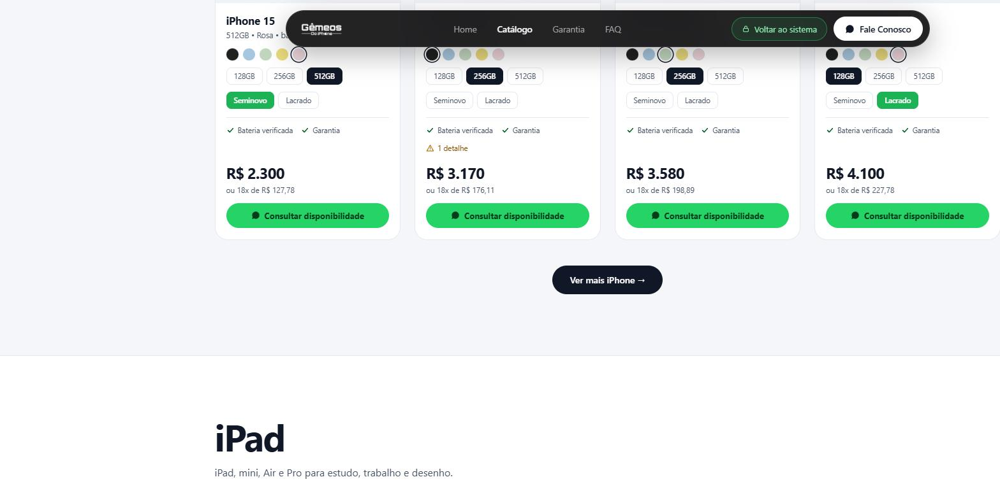 Gêmeos
Do iPhone
Home
Catálogo
Garantia
FAQ
Voltar ao sistema
Fale Conosco
iPhone 15
512GB • Rosa • ba
128GB 256GB 512GB
Seminovo Lacrado
Bateria verificada Garantia
R$ 2.300
ou 18x de R$ 127,78
Consultar disponibilidade
128GB 256GB 512GB
Seminovo Lacrado
Bateria verificada Garantia
1 detalhe
R$ 3.170
ou 18x de R$ 176,11
Consultar disponibilidade
128GB 256GB 512GB
Seminovo Lacrado
Bateria verificada Garantia
R$ 3.580
ou 18x de R$ 198,89
Consultar disponibilidade
128GB 256GB 512GB
Seminovo Lacrado
Bateria verificada Garantia
R$ 4.100
ou 18x de R$ 227,78
Consultar disponibilidade
Ver mais iPhone →
iPad
iPad, mini, Air e Pro para estudo, trabalho e desenho.